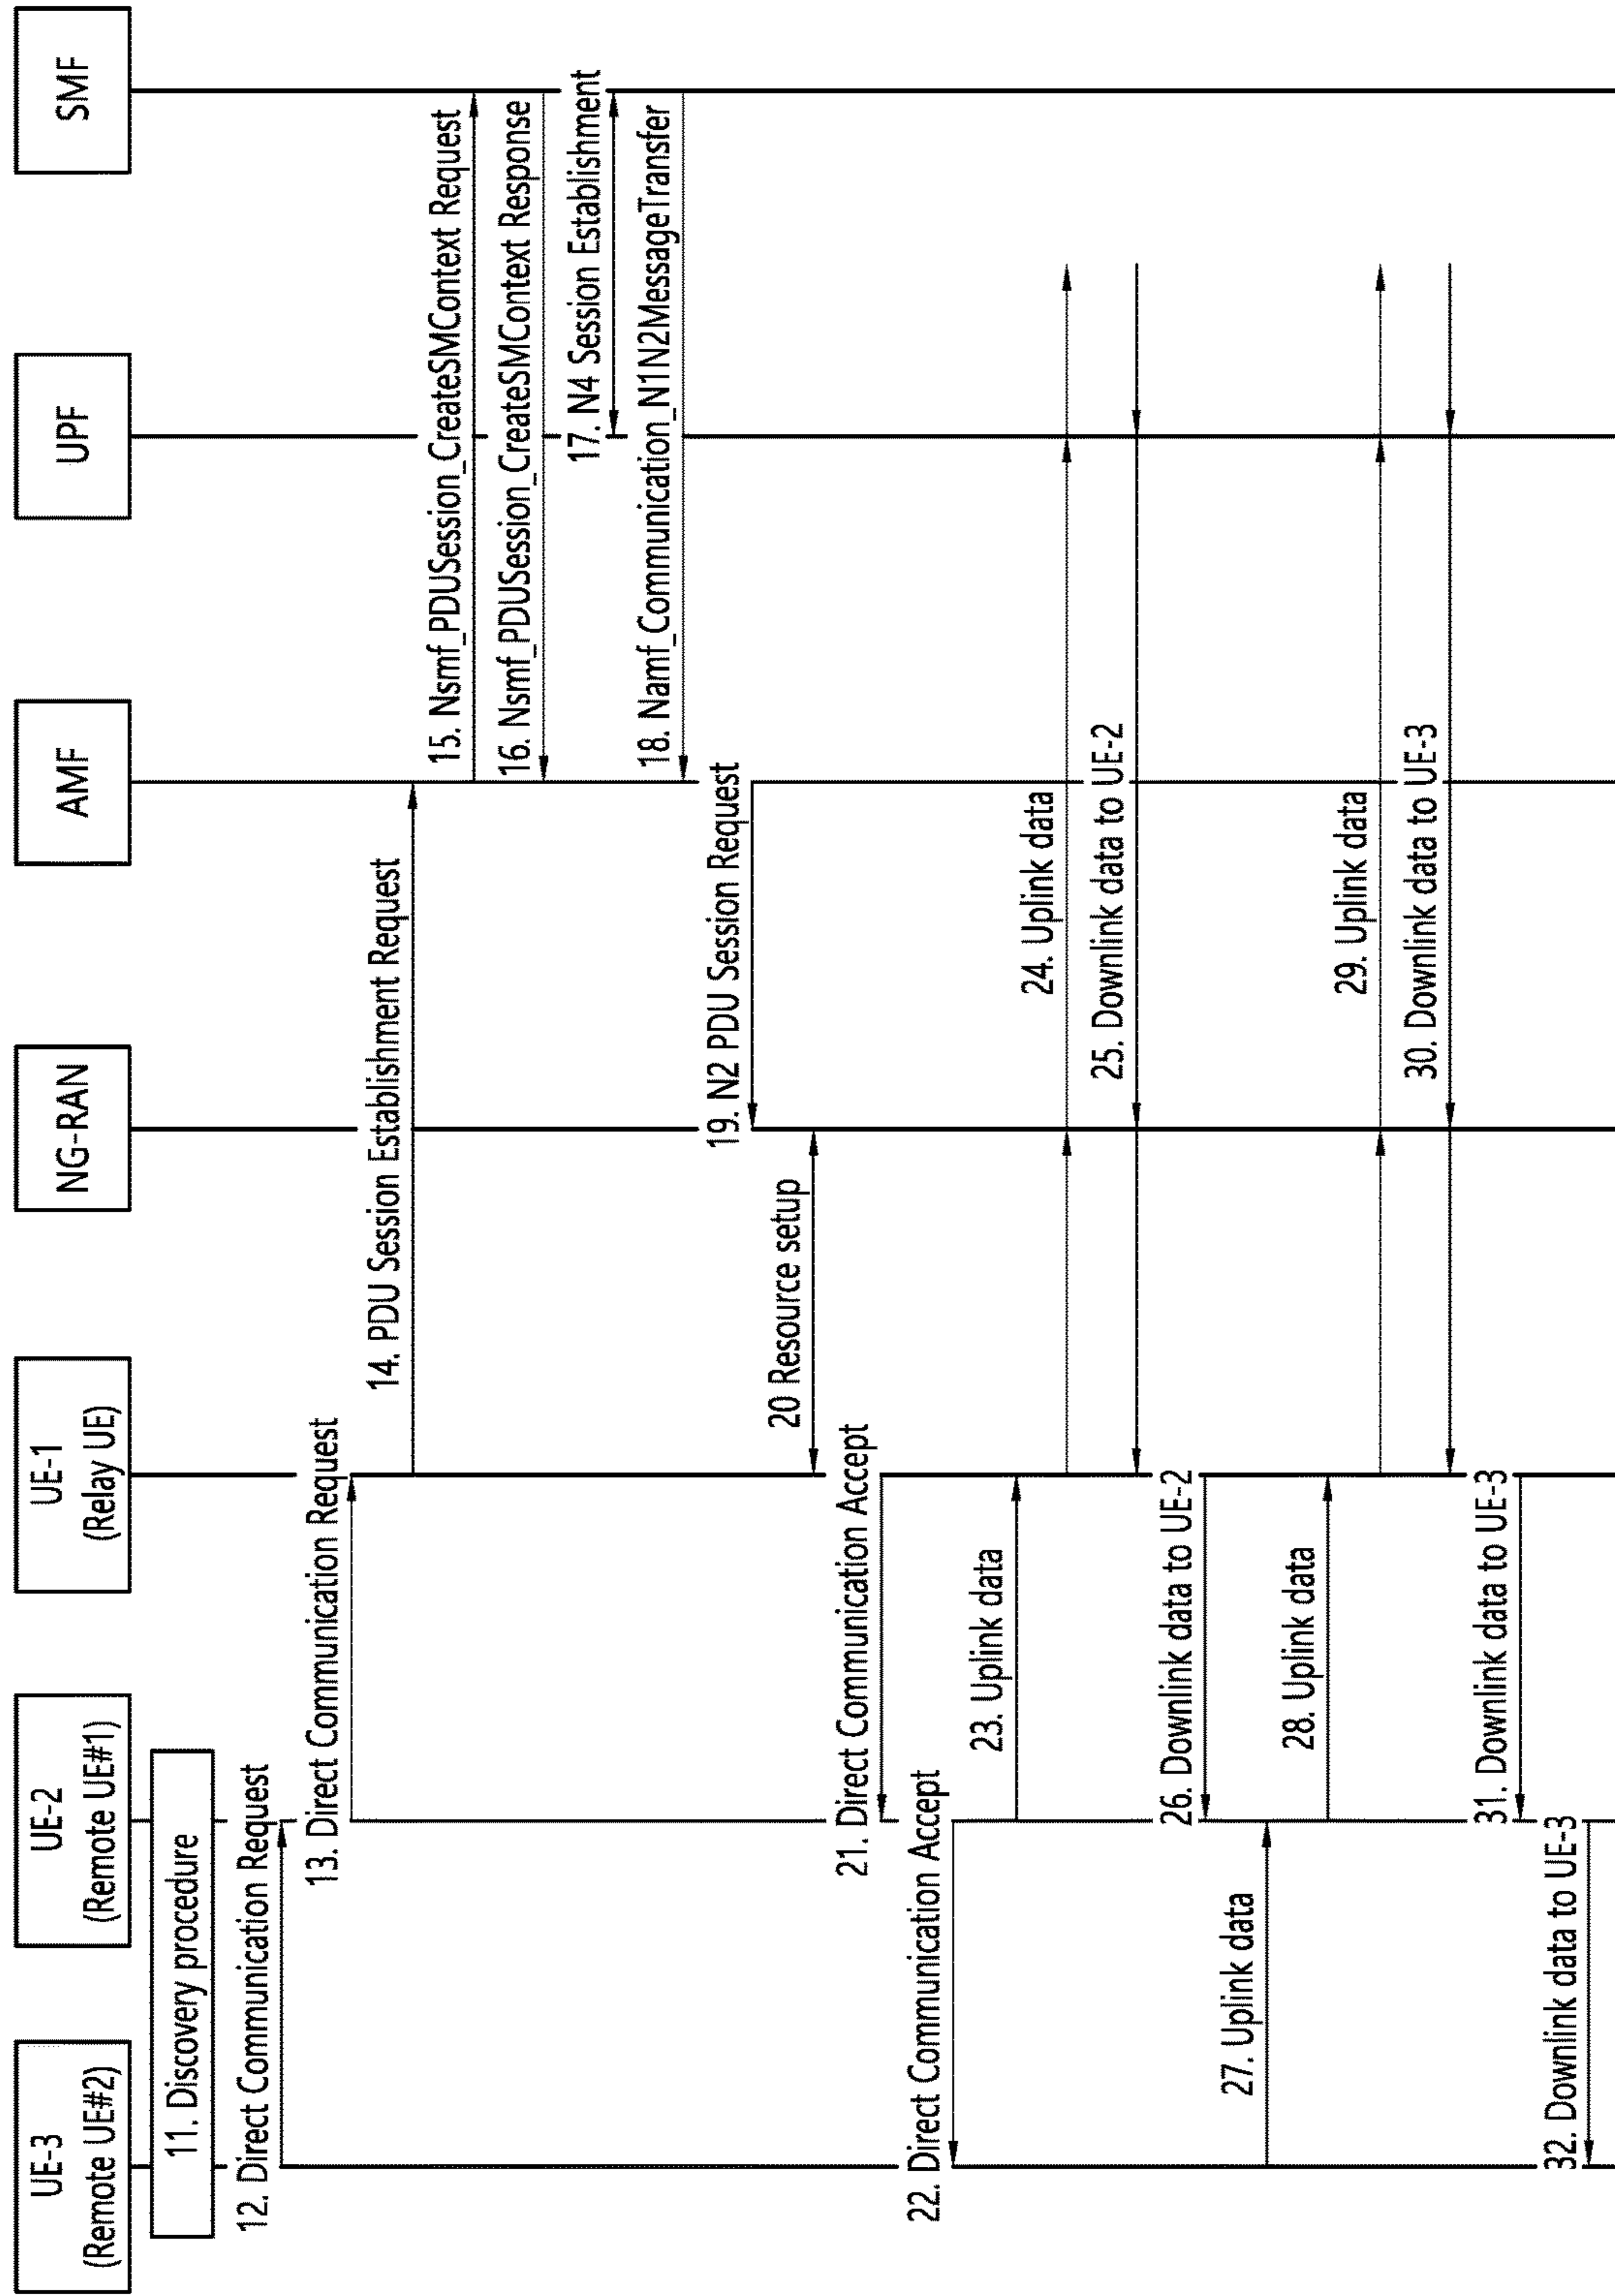 UE-3
(Remote UE#2)
UE-2
(Remote UE#1)
UE-1
(Relay UE)
NG-RAN
AMF
UPF
SMF
11. Discovery procedure
12. Direct Communication Request
13. Direct Communication Request
14. PDU Session Establishment Request
15. Nsmf_PDUSession_CreateSMContext Request
16. Nsmf_PDUSession_CreateSMContext Response
17. N4 Session Establishment
18. Namf_Communication_N1N2MessageTransfer
19. N2 PDU Session Request
20 Resource setup
21. Direct Communication Accept
22. Direct Communication Accept
23. Uplink data
24. Uplink data
25. Downlink data to UE-2
26. Downlink data to UE-2
27. Uplink data
28. Uplink data
29. Uplink data
30. Downlink data to UE-3
31. Downlink data to UE-3
32. Downlink data to UE-3